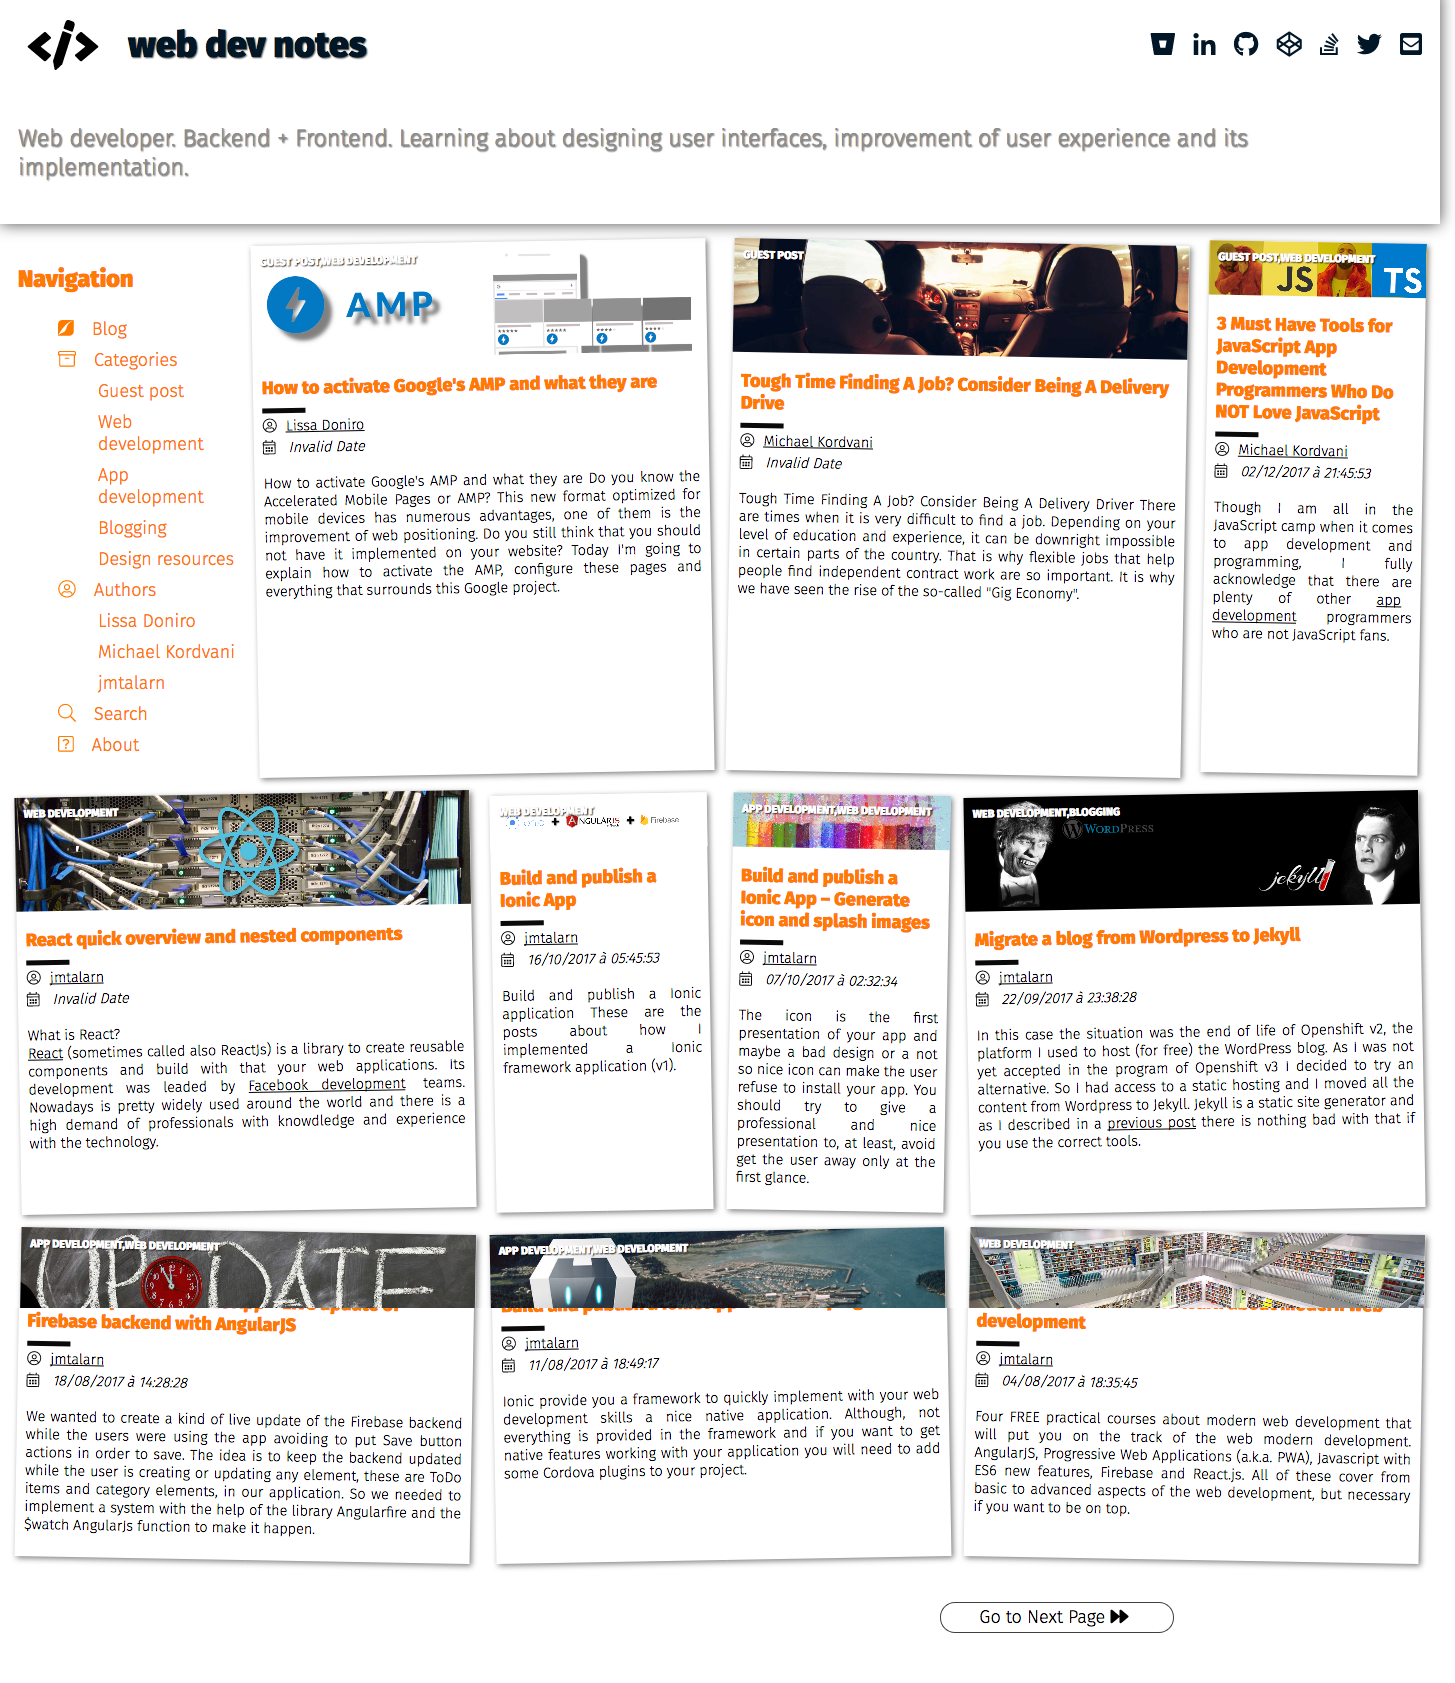 web dev notes
Web developer. Backend + Frontend. Learning about designing user interfaces, improvement of user experience and its
implementation.
Navigation
Blog
Categories
Guest post
Web
development
App
development
Blogging
Design resources
Authors
Lissa Doniro
Michael Kordvani
jmtalarn
Search
About
GUEST POST,WEB DEVELOPMENT
AMP
How to activate Google's AMP and what they are
Lissa Doniro
Invalid Date
How to activate Google's AMP and what they are Do you know the
Accelerated Mobile Pages or AMP? This new format optimized for
mobile devices has numerous advantages, one of them is the
improvement of web positioning. Do you still think that you should
not have it implemented on your website? Today I'm going to
explain how to activate the AMP, configure these pages and
everything that surrounds this Google project.
GUEST POST
Tough Time Finding A Job? Consider Being A Delivery
Drive
Michael Kordvani
Invalid Date
Tough Time Finding A Job? Consider Being A Delivery Driver There
are times when it is very difficult to find a job. Depending on your
level of education and experience, it can be downright impossible
in certain parts of the country. That is why flexible jobs that help
people find independent contract work are so important. It is why
we have seen the rise of the so-called "Gig Economy".
GUEST POST,WEB DEVELOPMENT
JS
TS
3 Must Have Tools for
JavaScript App
Development
Programmers Who Do
NOT Love JavaScript
Michael Kordvani
02/12/2017 à 21:45:53
Though I am all in the
JavaScript camp when it comes
to app development and
programming, I fully
acknowledge that there are
plenty of other app
development programmers
who are not JavaScript fans.
WEB DEVELOPMENT
React quick overview and nested components
jmtalarn
Invalid Date
What is React?
React (sometimes called also ReactJs) is a library to create reusable
components and build with that your web applications. Its
development was leaded by Facebook development teams.
Nowadays is pretty widely used around the world and there is a
high demand of professionals with knowdledge and experience
with the technology.
WEB DEVELOPMENT
ionic + ANGULARJS + Firebase
Build and publish a
Ionic App
jmtalarn
16/10/2017 à 05:45:53
Build and publish a Ionic
application These are the
posts about how I
implemented a Ionic
framework application (v1).
APP DEVELOPMENT,WEB DEVELOPMENT
Build and publish a
Ionic App – Generate
icon and splash images
jmtalarn
07/10/2017 à 02:32:34
The icon is the first
presentation of your app and
maybe a bad design or a not
so nice icon can make the user
refuse to install your app. You
should try to give a
professional and nice
presentation to, at least, avoid
get the user away only at the
first glance.
WEB DEVELOPMENT,BLOGGING
WORDPRESS
jekyll
Migrate a blog from Wordpress to Jekyll
jmtalarn
22/09/2017 à 23:38:28
In this case the situation was the end of life of Openshift v2, the
platform I used to host (for free) the WordPress blog. As I was not
yet accepted in the program of Openshift v3 I decided to try an
alternative. So I had access to a static hosting and I moved all the
content from Wordpress to Jekyll. Jekyll is a static site generator and
as I described in a previous post there is nothing bad with that if
you use the correct tools.
APP DEVELOPMENT,WEB DEVELOPMENT
UPDATE
Firebase backend with AngularJS
jmtalarn
18/08/2017 à 14:28:28
We wanted to create a kind of live update of the Firebase backend
while the users were using the app avoiding to put Save button
actions in order to save. The idea is to keep the backend updated
while the user is creating or updating any element, these are ToDo
items and category elements, in our application. So we needed to
implement a system with the help of the library Angularfire and the
$watch AngularJs function to make it happen.
APP DEVELOPMENT,WEB DEVELOPMENT
jmtalarn
11/08/2017 à 18:49:17
Ionic provide you a framework to quickly implement with your web
development skills a nice native application. Although, not
everything is provided in the framework and if you want to get
native features working with your application you will need to add
some Cordova plugins to your project.
WEB DEVELOPMENT
development
jmtalarn
04/08/2017 à 18:35:45
Four FREE practical courses about modern web development that
will put you on the track of the web modern development.
AngularJS, Progressive Web Applications (a.k.a. PWA), Javascript with
ES6 new features, Firebase and React.js. All of these cover from
basic to advanced aspects of the web development, but necessary
if you want to be on top.
Go to Next Page